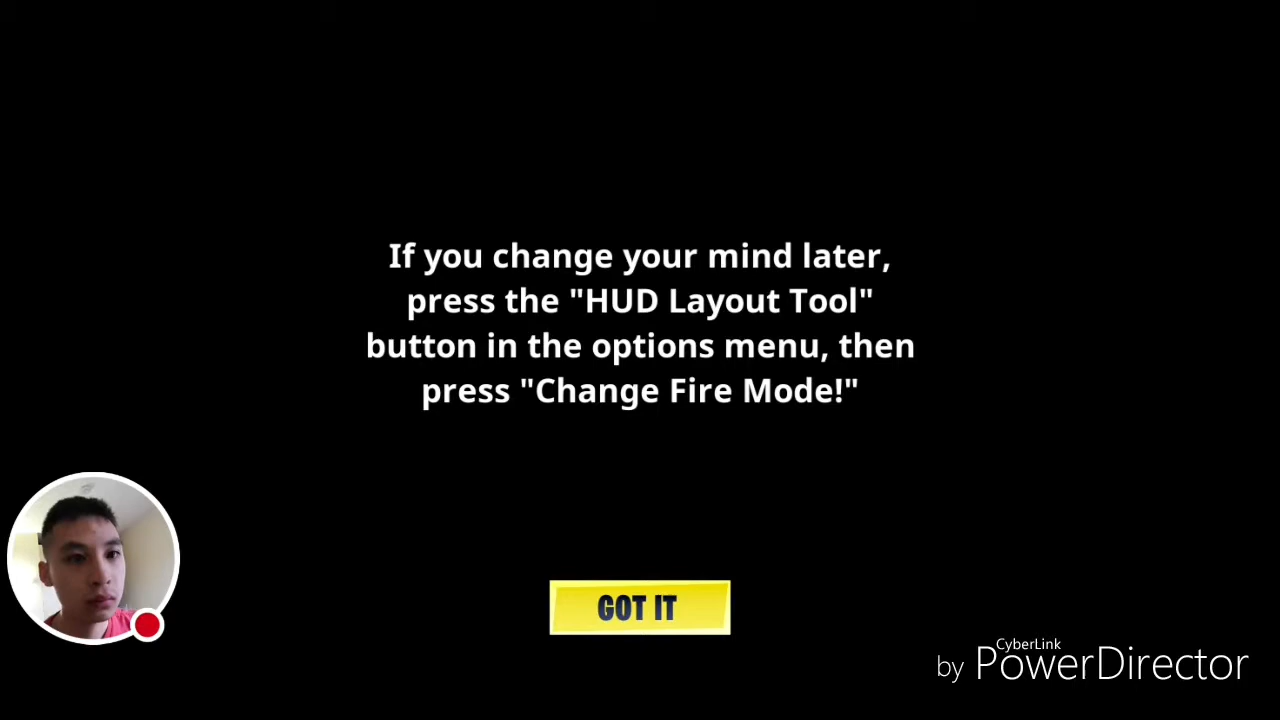 If you change your mind later,
press the "HUD Layout Tool"
button in the options menu, then
press "Change Fire Mode!"
GOT IT
CyberLink
by PowerDirector